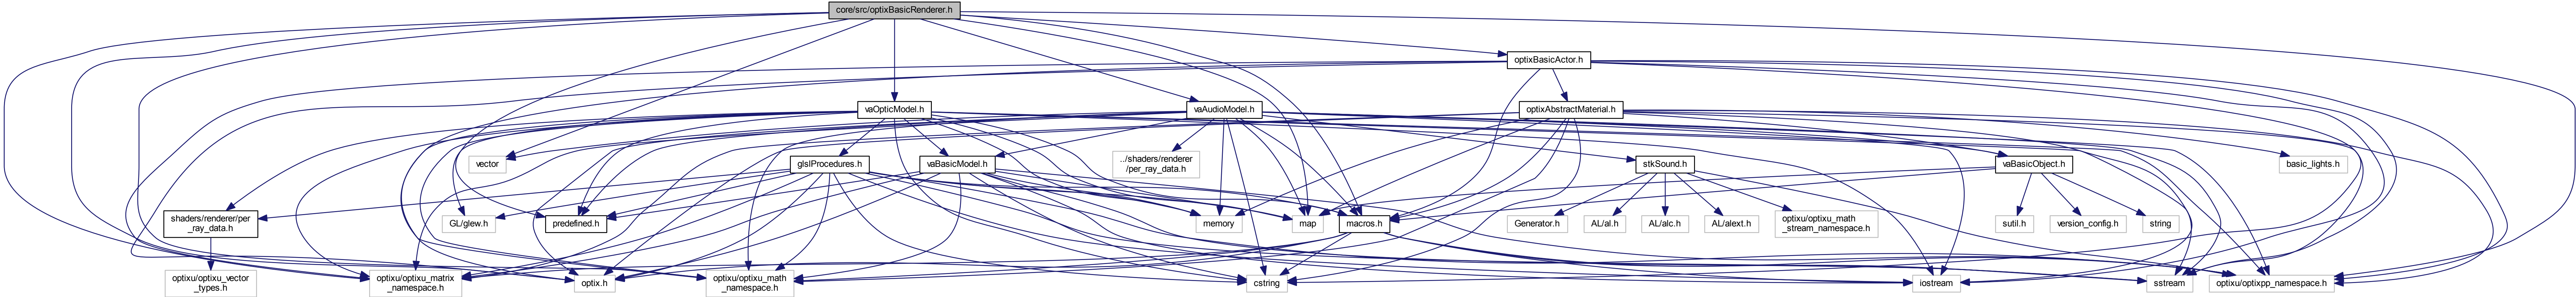 core/src/optixBasicRenderer.h
optixBasicActor.h
vaOpticModel.h
vaAudioModel.h
optixAbstractMaterial.h
vector
glslProcedures.h
vaBasicModel.h
../shaders/renderer
/per_ray_data.h
stkSound.h
vaBasicObject.h
basic_lights.h
shaders/renderer/per
_ray_data.h
GL/glew.h
predefined.h
memory
map
macros.h
Generator.h
AL/al.h
AL/alc.h
AL/alext.h
optixu/optixu_math
_stream_namespace.h
sutil.h
version_config.h
string
optixu/optixu_vector
_types.h
optixu/optixu_matrix
_namespace.h
optix.h
optixu/optixu_math
_namespace.h
cstring
iostream
sstream
optixu/optixpp_namespace.h